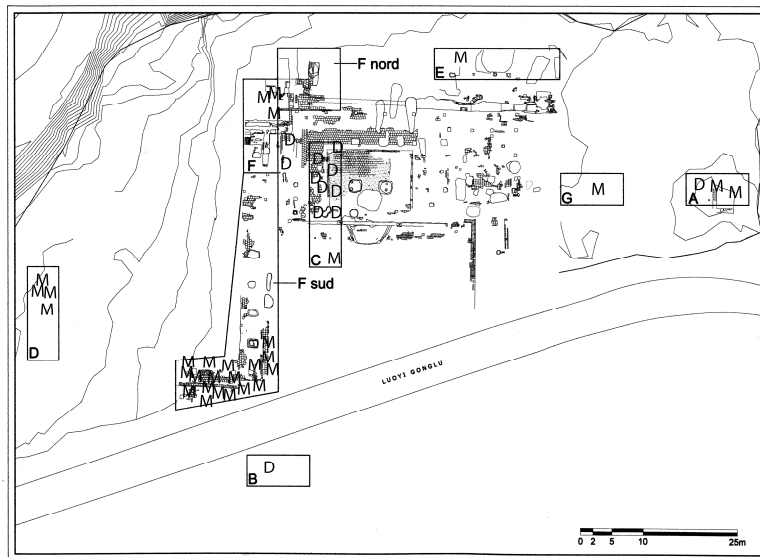 F nord
M
E
M M
M
D
F D
D
D
D
D
D D
D D
C M
G M
D M M
A
F sud
M
M M
M
D
M
M M M
M M M
M M M M
M M M M M M
M
LUOYI GONGLU
D
B
0 2 5 10 25m